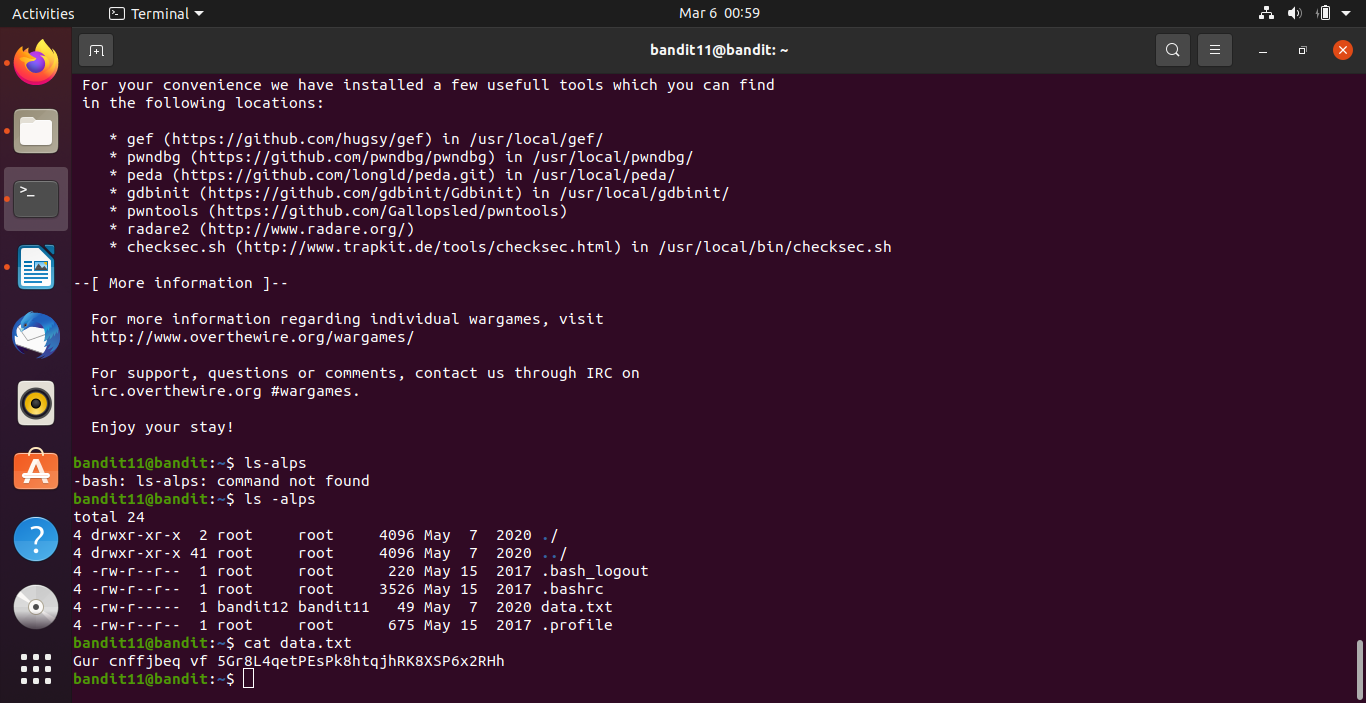 Activities Terminal Mar 6 00:59
bandit11@bandit: ~
For your convenience we have installed a few usefull tools which you can find
in the following locations:
* gef (https://github.com/hugsy/gef) in /usr/local/gef/
* pwndbg (https://github.com/pwndbg/pwndbg) in /usr/local/pwndbg/
* peda (https://github.com/longld/peda.git) in /usr/local/peda/
* gdbinit (https://github.com/gdbinit/Gdbinit) in /usr/local/gdbinit/
* pwntools (https://github.com/Gallopsled/pwntools)
* radare2 (http://www.radare.org/)
* checksec.sh (http://www.trapkit.de/tools/checksec.html) in /usr/local/bin/checksec.sh
--[ More information ]--
For more information regarding individual wargames, visit
http://www.overthewire.org/wargames/
For support, questions or comments, contact us through IRC on
irc.overthewire.org #wargames.
Enjoy your stay!
bandit11@bandit:~$ ls-alps
-bash: ls-alps: command not found
bandit11@bandit:~$ ls -alps
total 24
4 drwxr-xr-x  2 root     root     4096 May  7  2020 ./
4 drwxr-xr-x 41 root     root     4096 May  7  2020 ../
4 -rw-r--r--  1 root     root      220 May 15  2017 .bash_logout
4 -rw-r--r--  1 root     root     3526 May 15  2017 .bashrc
4 -rw-r-----  1 bandit12 bandit11   49 May  7  2020 data.txt
4 -rw-r--r--  1 root     root      675 May 15  2017 .profile
bandit11@bandit:~$ cat data.txt
Gur cnffjbeq vf 5Gr8L4qetPEsPk8htqjhRK8XSP6x2RHh
bandit11@bandit:~$